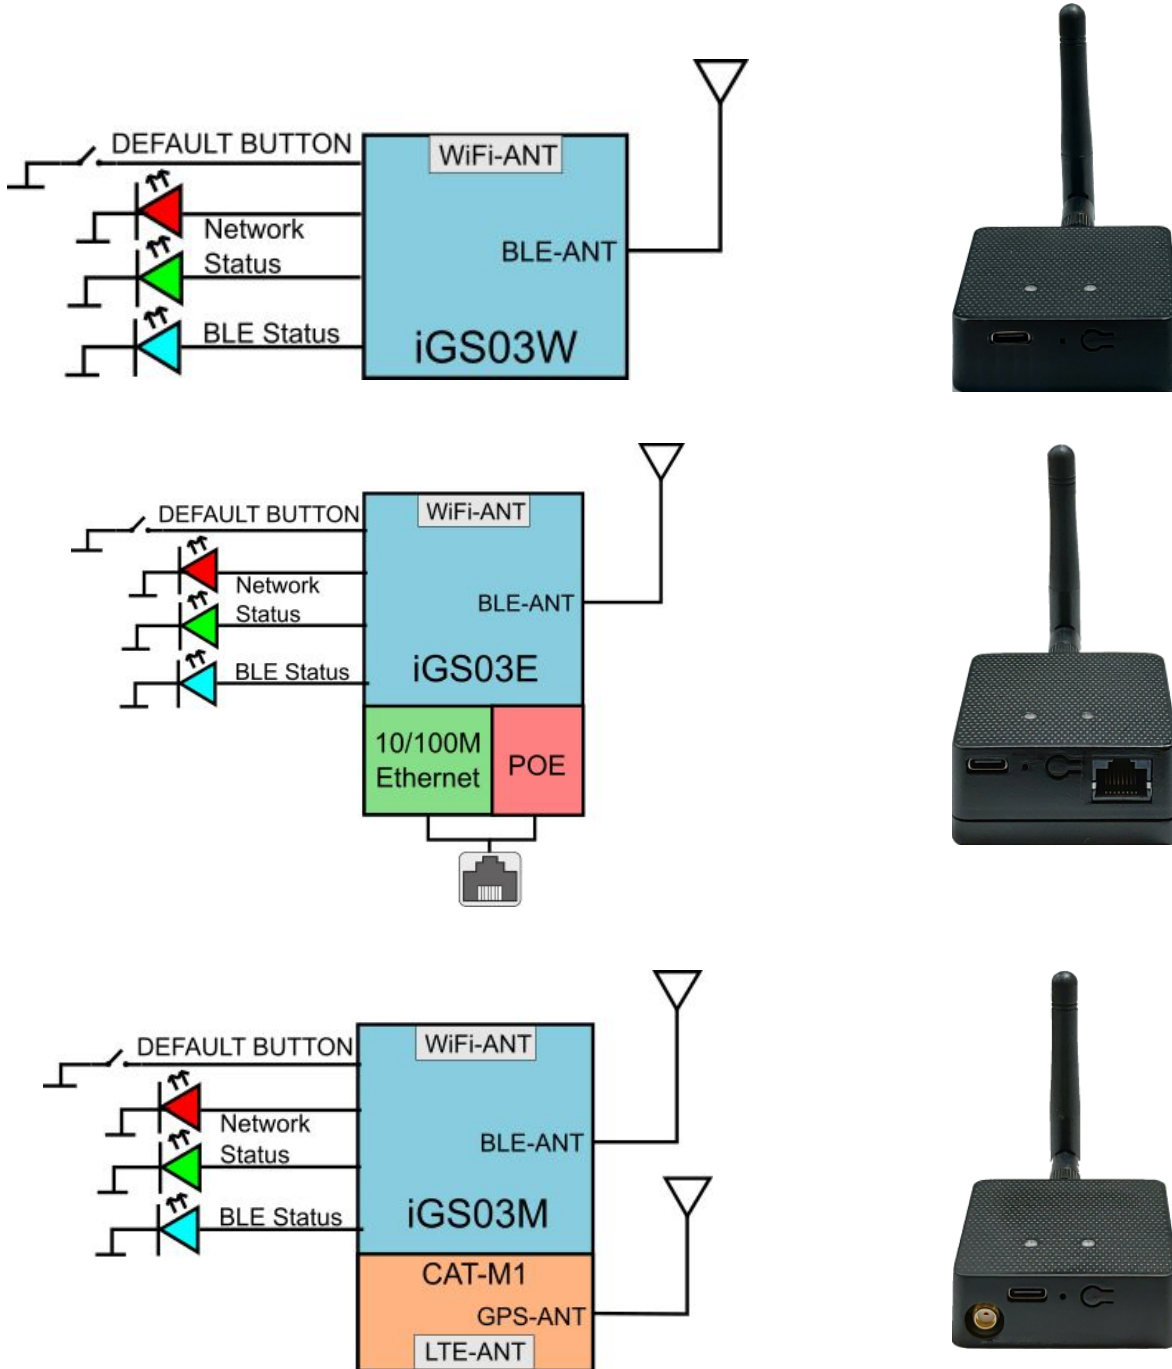 DEFAULT BUTTON
WiFi-ANT
Network
Status
BLE-ANT
BLE Status
iGS03W
DEFAULT BUTTON
WiFi-ANT
Network
Status
BLE-ANT
BLE Status
iGS03E
10/100M
Ethernet
POE
DEFAULT BUTTON
WiFi-ANT
Network
Status
BLE-ANT
BLE Status
iGS03M
CAT-M1
GPS-ANT
LTE-ANT